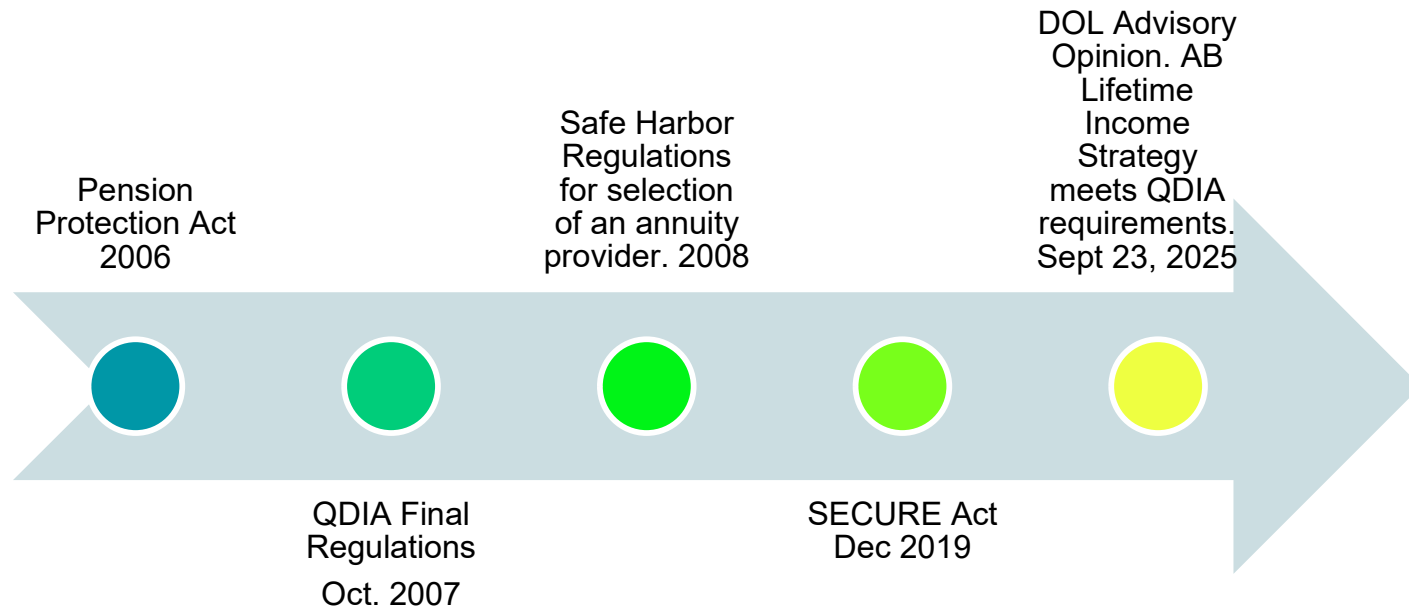 Pension
Protection Act
2006
QDIA Final
Regulations
Oct. 2007
Safe Harbor
Regulations
for selection
of an annuity
provider. 2008
SECURE Act
Dec 2019
DOL Advisory
Opinion. AB
Lifetime
Income
Strategy
meets QDIA
requirements.
Sept 23, 2025